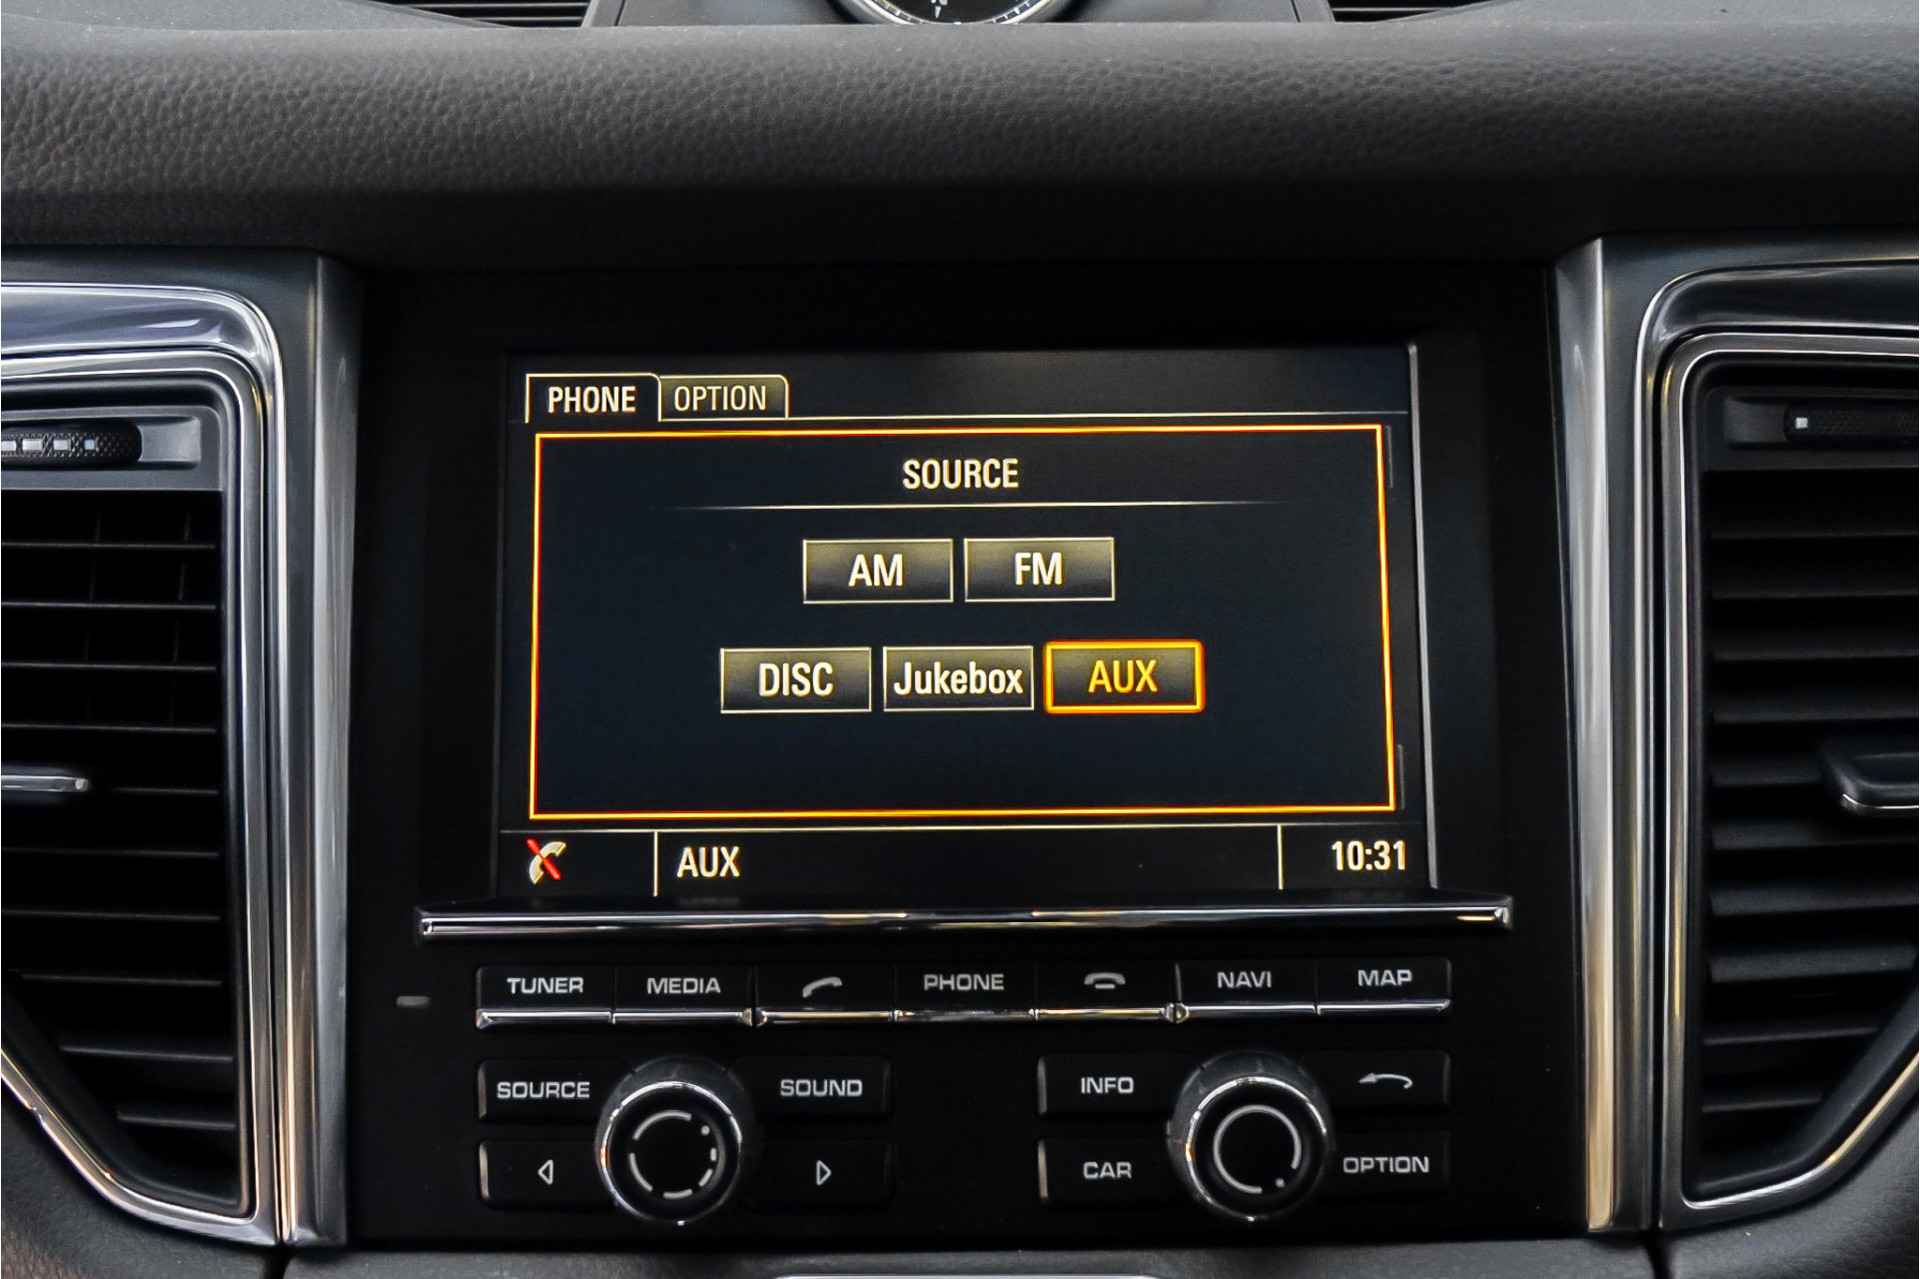 PHONE OPTION
SOURCE
AM FM
DISC Jukebox AUX
AUX 10:31
TUNER MEDIA PHONE NAVI MAP
SOURCE SOUND INFO
CAR OPTION